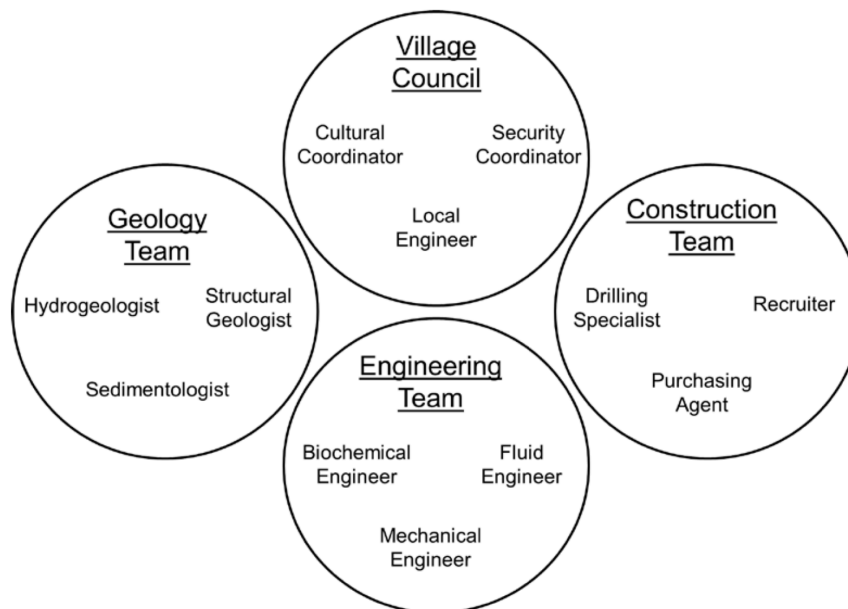 Village
Council
Cultural
Coordinator
Security
Coordinator
Local
Engineer
Geology
Team
Hydrogeologist
Structural
Geologist
Sedimentologist
Construction
Team
Drilling
Specialist
Recruiter
Purchasing
Agent
Engineering
Team
Biochemical
Engineer
Fluid
Engineer
Mechanical
Engineer